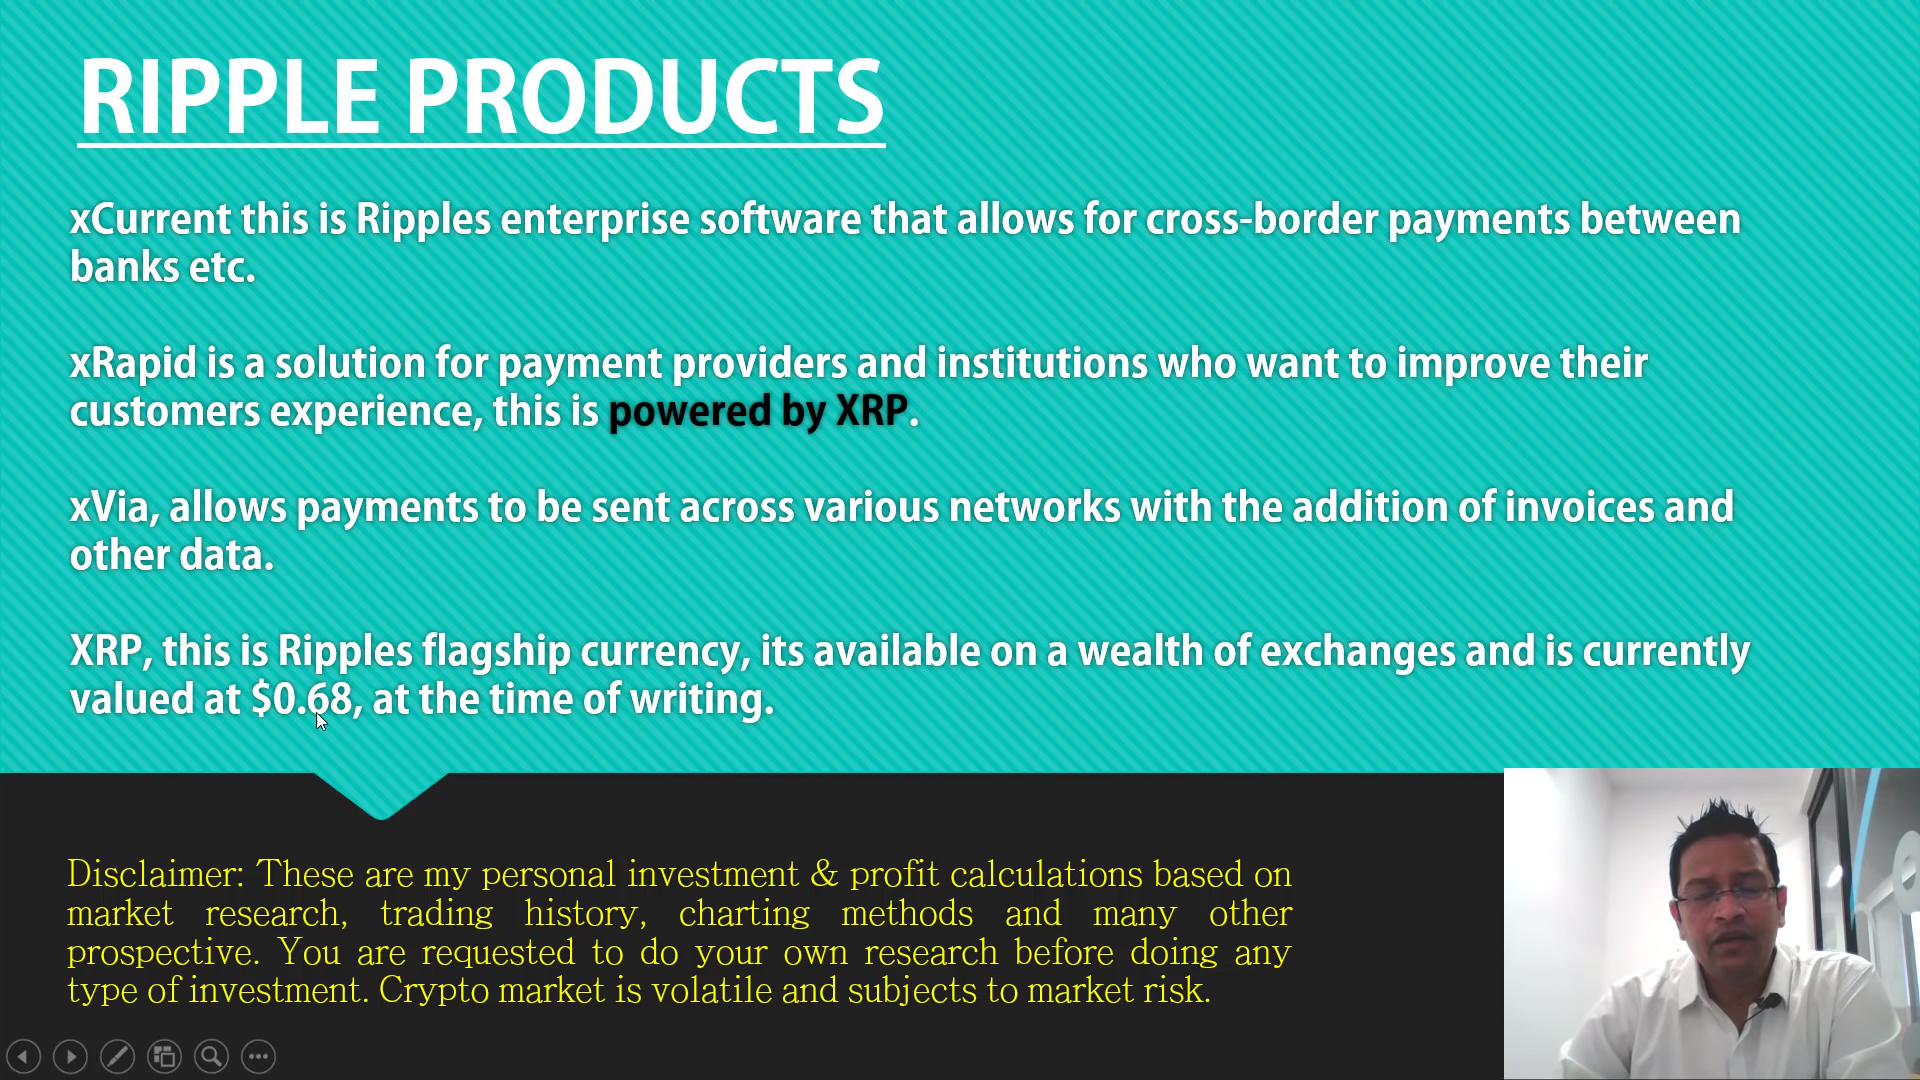 RIPPLE PRODUCTS
xCurrent this is Ripples enterprise software that allows for cross-border payments between
banks etc.
xRapid is a solution for payment providers and institutions who want to improve their
customers experience, this is powered by XRP.
xVia, allows payments to be sent across various networks with the addition of invoices and
other data.
XRP, this is Ripples flagship currency, its available on a wealth of exchanges and is currently
valued at $0.68, at the time of writing.
Disclaimer: These are my personal investment & profit calculations based on
market research, trading history, charting methods and many other
prospective. You are requested to do your own research before doing any
type of investment. Crypto market is volatile and subjects to market risk.